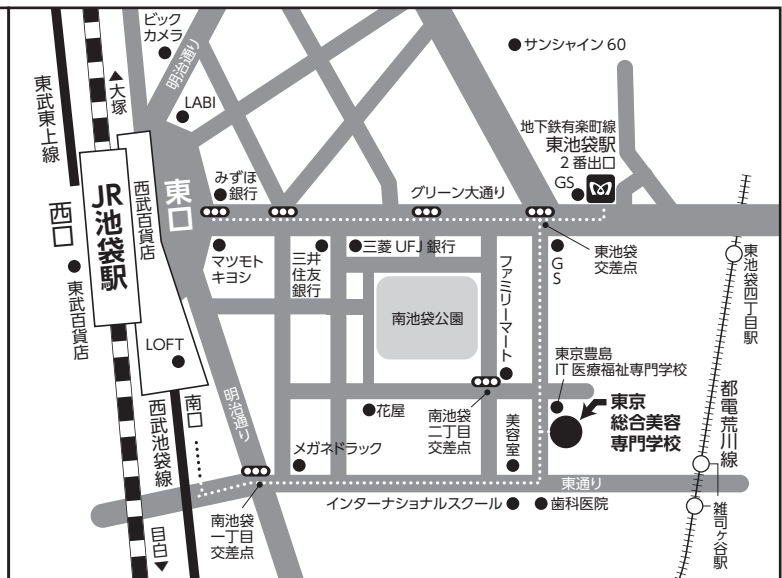 ビック
カメラ
明治通り
サンシャイン 60
▲大塚
東武東上線
LABI
地下鉄有楽町線
東池袋駅
2 番出口
GS
みずほ
銀行
グリーン大通り
東口
西武百貨店
JR池袋駅
西口
東武百貨店
マツモト
キヨシ
三井
住友
銀行
三菱 UFJ 銀行
ファミリーマート
GS
東池袋
交差点
東池袋四丁目駅
南池袋公園
LOFT
東京豊島
IT 医療福祉専門学校
東京
総合美容
専門学校
都電荒川線
南口
明治通り
花屋
南池袋
二丁目
交差点
美容室
西武池袋線
メガネドラック
東通り
インターナショナルスクール
歯科医院
雑司ヶ谷駅
南池袋
一丁目
交差点
目白▼